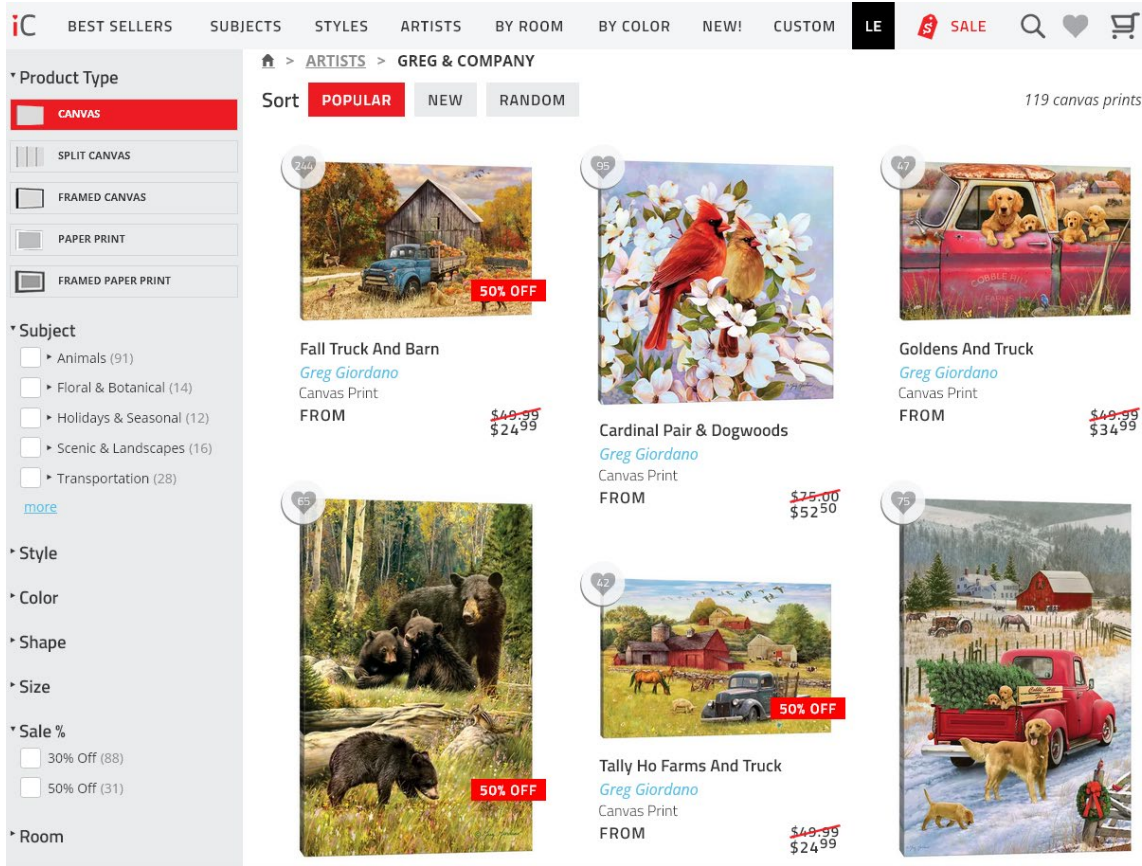 iC BEST SELLERS SUBJECTS STYLES ARTISTS BY ROOM BY COLOR NEW! CUSTOM LE $ SALE
> ARTISTS > GREG & COMPANY
Sort POPULAR NEW RANDOM
119 canvas prints
Product Type
CANVAS
SPLIT CANVAS
FRAMED CANVAS
PAPER PRINT
FRAMED PAPER PRINT
Subject
Animals (91)
Floral & Botanical (14)
Holidays & Seasonal (12)
Scenic & Landscapes (16)
Transportation (28)
more
Style
Color
Shape
Size
Sale %
30% Off (88)
50% Off (31)
Room
244
50% OFF
Fall Truck And Barn
Greg Giordano
Canvas Print
FROM
$49.99
$24.99
95
Cardinal Pair & Dogwoods
Greg Giordano
Canvas Print
FROM
$75.00
$52.50
47
COBBLE HILL
Goldens And Truck
Greg Giordano
Canvas Print
FROM
$49.99
$34.99
65
50% OFF
42
50% OFF
Tally Ho Farms And Truck
Greg Giordano
Canvas Print
FROM
$49.99
$24.99
75
Cobble Hill